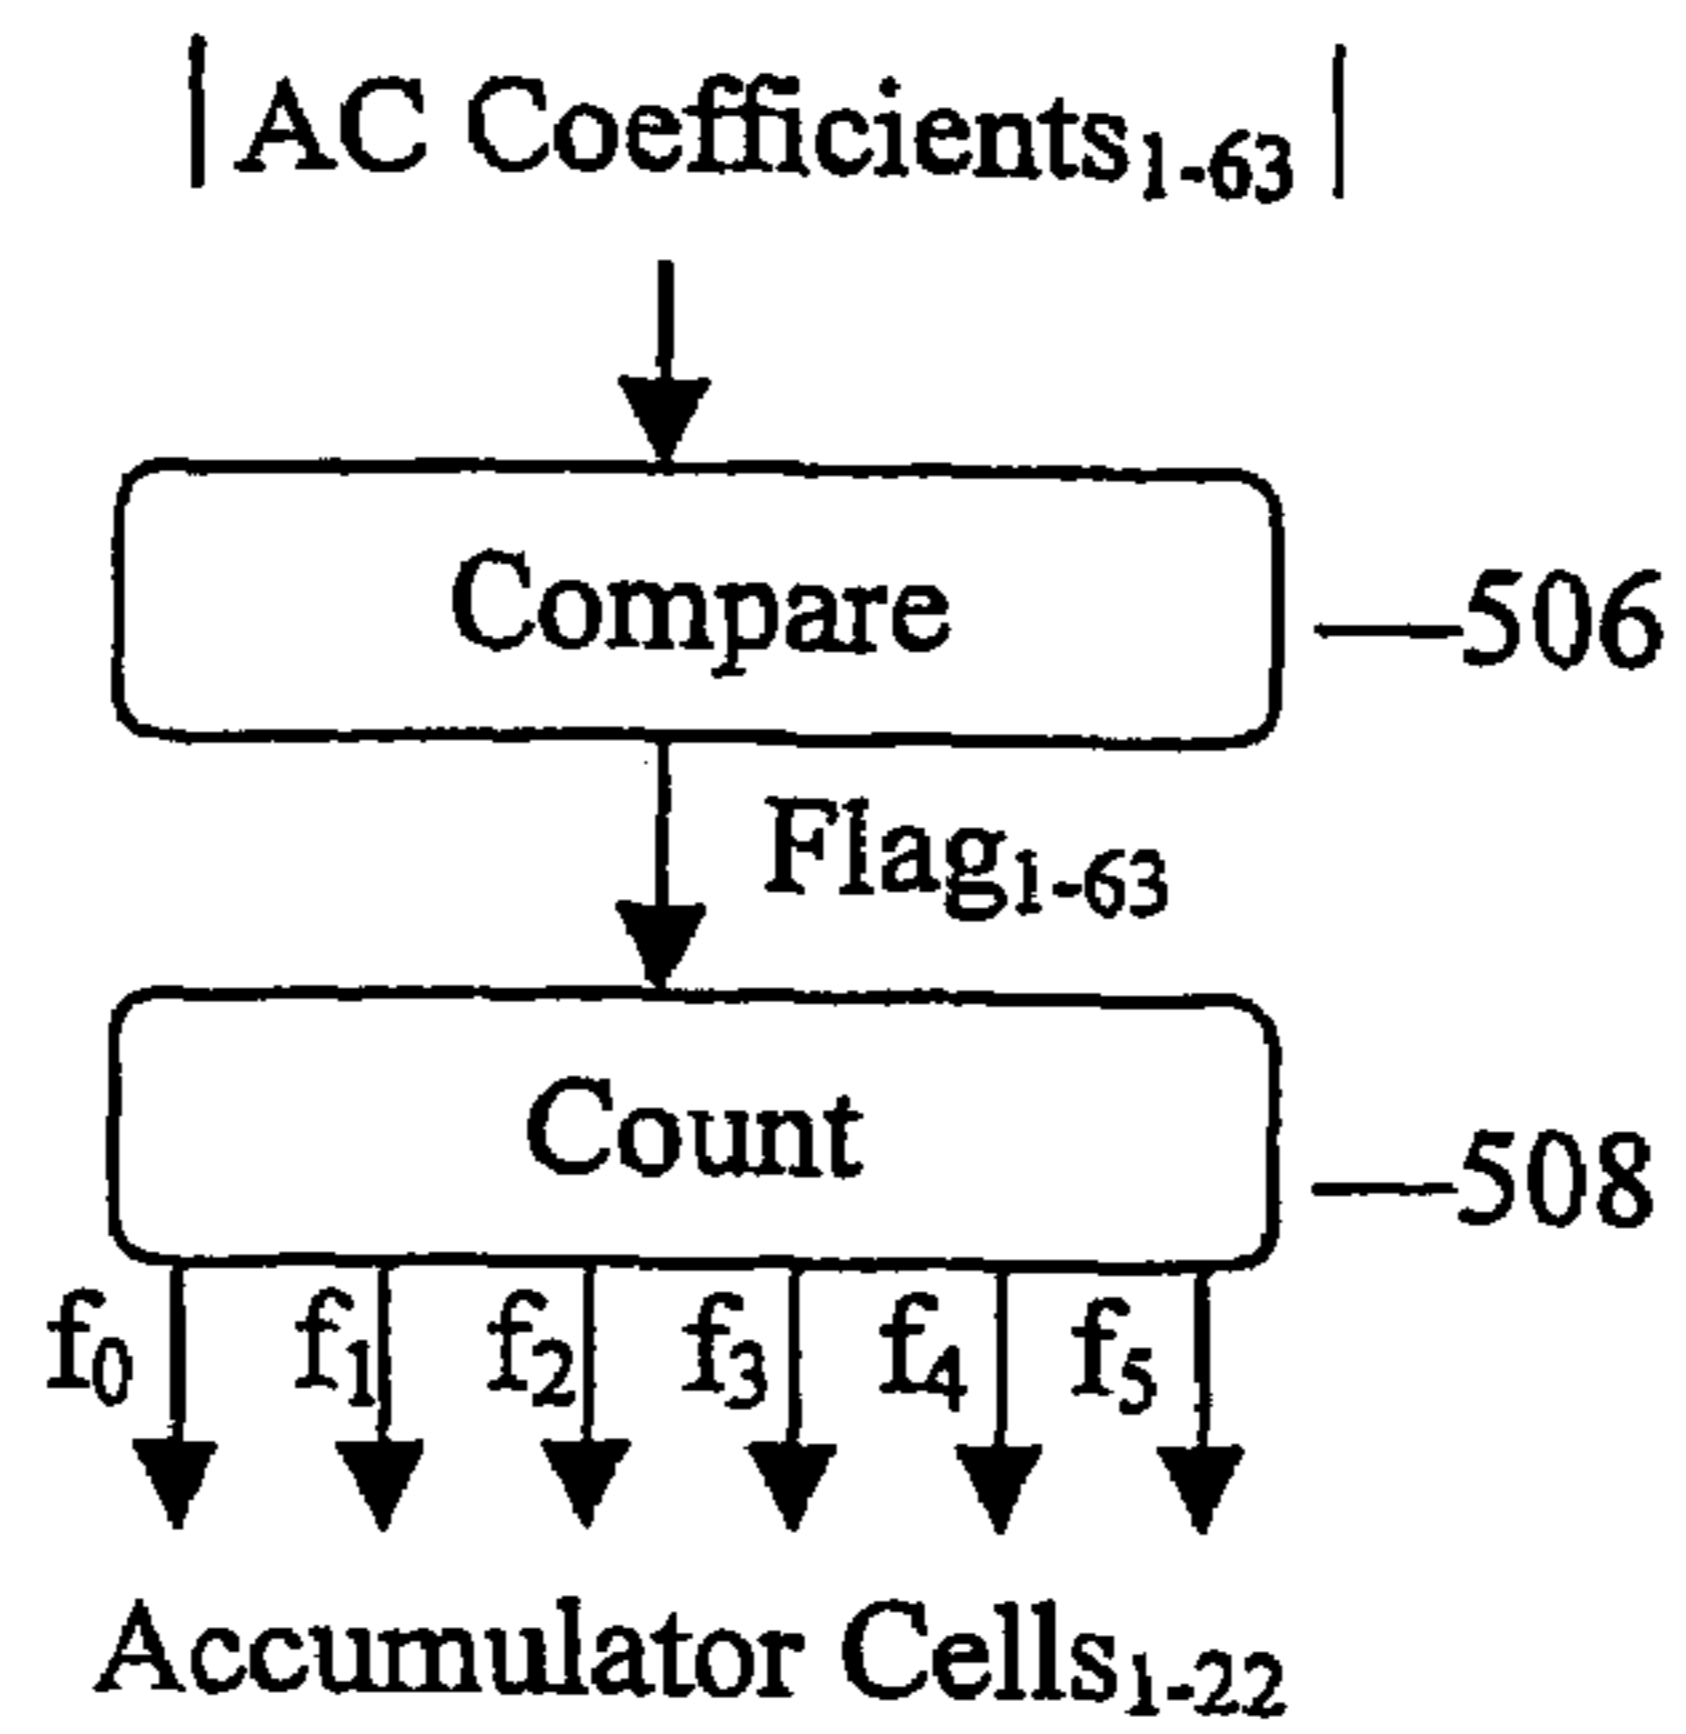 |AC Coefficients₁₋₆₃|
Compare
506
Flag₁₋₆₃
Count
508
f₀ f₁ f₂ f₃ f₄ f₅
Accumulator Cells₁₋₂₂